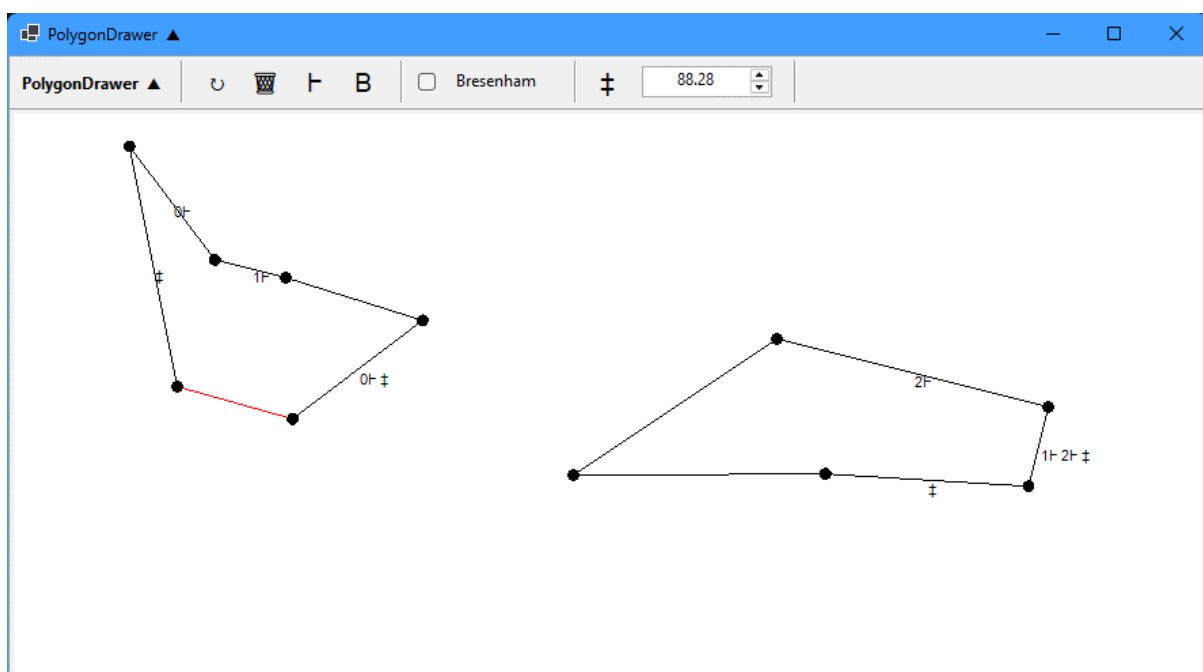 PolygonDrawer ▲
PolygonDrawer ▲ ↻ 🗑 ⊦ B Bresenham ‡ 88.28
0⊦
‡ 1⊦
0⊦ ‡
2⊦
1⊦ 2⊦ ‡
‡